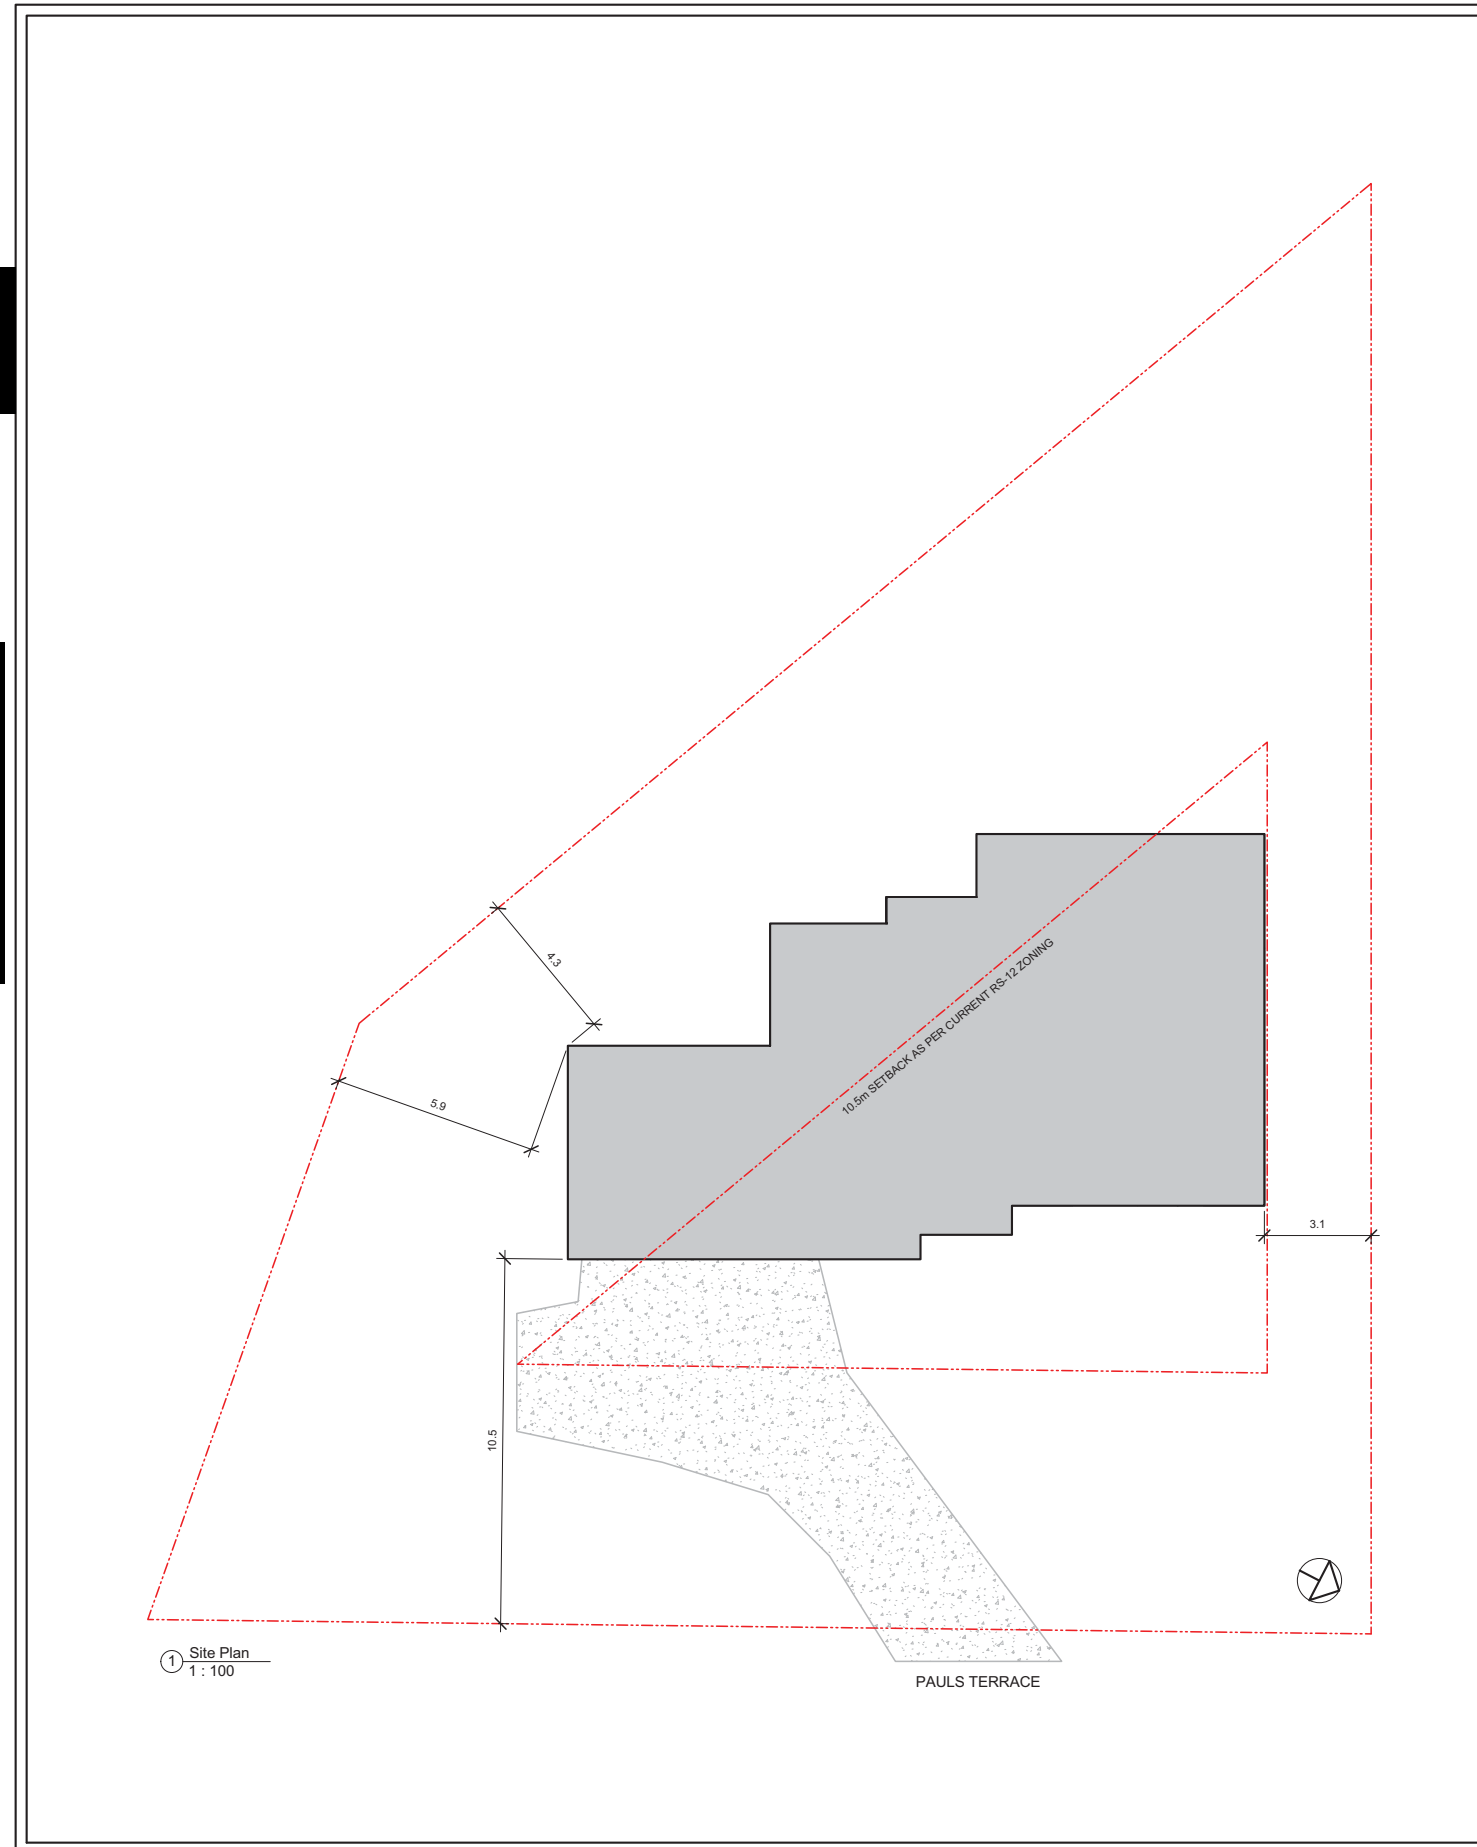 4.3
10.5m SETBACK AS PER CURRENT RS-12 ZONING
5.9
3.1
10.5
1
Site Plan
1 : 100
PAULS TERRACE